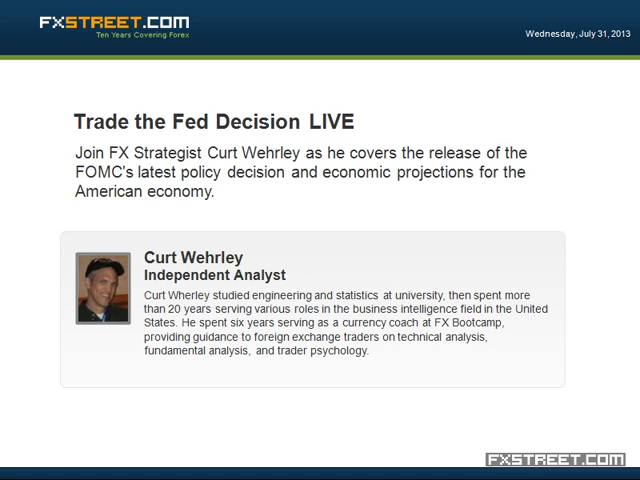 FXSTREET.COM
Ten Years Covering Forex
Wednesday, July 31, 2013
Trade the Fed Decision LIVE
Join FX Strategist Curt Wehrley as he covers the release of the
FOMC's latest policy decision and economic projections for the
American economy.
Curt Wehrley
Independent Analyst
Curt Wherley studied engineering and statistics at university, then spent more
than 20 years serving various roles in the business intelligence field in the United
States. He spent six years serving as a currency coach at FX Bootcamp,
providing guidance to foreign exchange traders on technical analysis,
fundamental analysis, and trader psychology.
FXSTREET.COM